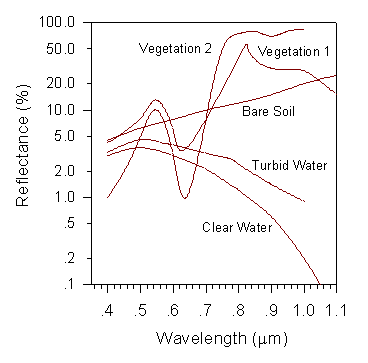 100.0
50.0
20.0
10.0
5.0
2.0
1.0
.5
.2
.1
Reflectance (%)
Vegetation 2
Vegetation 1
Bare Soil
Turbid Water
Clear Water
.4 .5 .6 .7 .8 .9 1.0 1.1
Wavelength (μm)